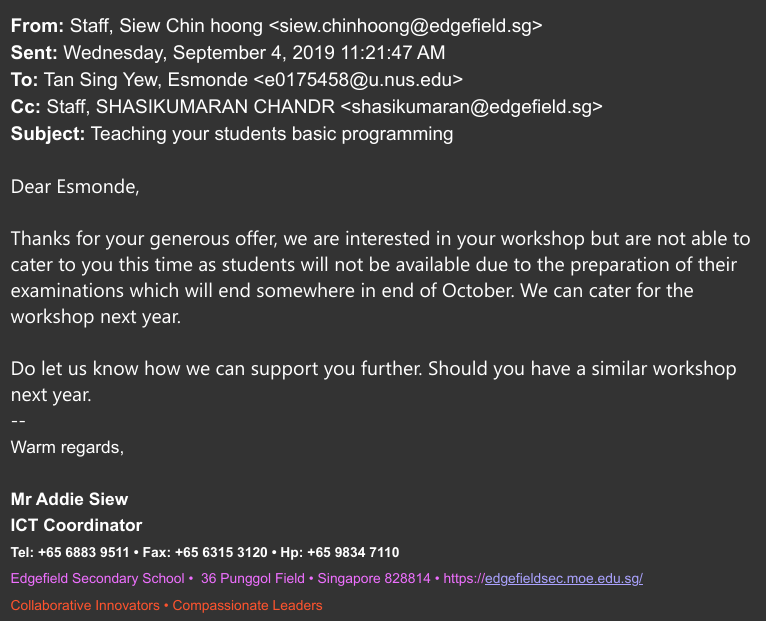 From: Staff, Siew Chin hoong <siew.chinhoong@edgefield.sg>
Sent: Wednesday, September 4, 2019 11:21:47 AM
To: Tan Sing Yew, Esmonde <e0175458@u.nus.edu>
Cc: Staff, SHASIKUMARAN CHANDR <shasikumaran@edgefield.sg>
Subject: Teaching your students basic programming
Dear Esmonde,
Thanks for your generous offer, we are interested in your workshop but are not able to
cater to you this time as students will not be available due to the preparation of their
examinations which will end somewhere in end of October. We can cater for the
workshop next year.
Do let us know how we can support you further. Should you have a similar workshop
next year.
--
Warm regards,
Mr Addie Siew
ICT Coordinator
Tel: +65 6883 9511 • Fax: +65 6315 3120 • Hp: +65 9834 7110
Edgefield Secondary School •  36 Punggol Field • Singapore 828814 • https://edgefieldsec.moe.edu.sg/
Collaborative Innovators • Compassionate Leaders